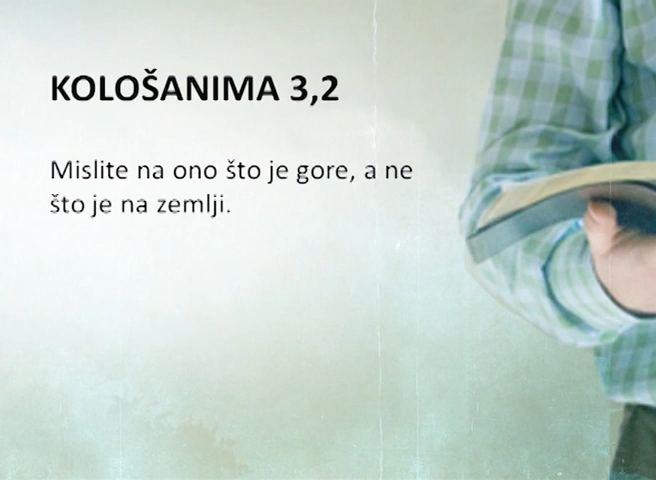 KOLOŠANIMA 3,2
Mislite na ono što je gore, a ne
što je na zemlji.